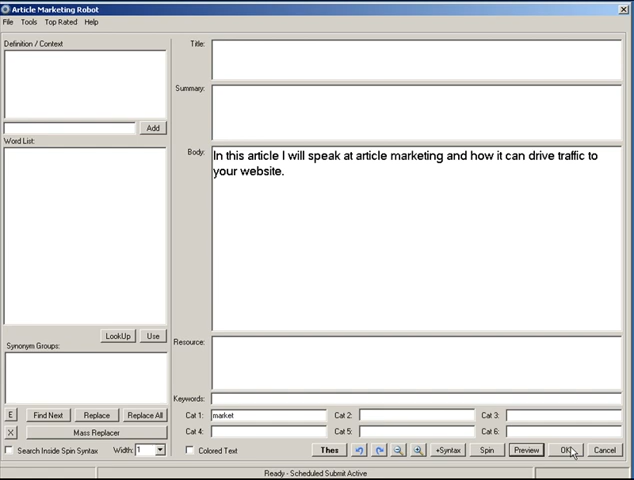 Article Marketing Robot
File Tools Top Rated Help
Definition / Context
Add
Word List:
LookUp Use
Synonym Groups:
E Find Next Replace Replace All
X Mass Replacer
Search Inside Spin Syntax Width: 1
Title:
Summary:
Body:
In this article I will speak at article marketing and how it can drive traffic to
your website.
Resource:
Keywords:
Cat 1: market Cat 2: Cat 3:
Cat 4: Cat 5: Cat 6:
Colored Text Thes +Syntax Spin Preview OK Cancel
Ready - Scheduled Submit Active